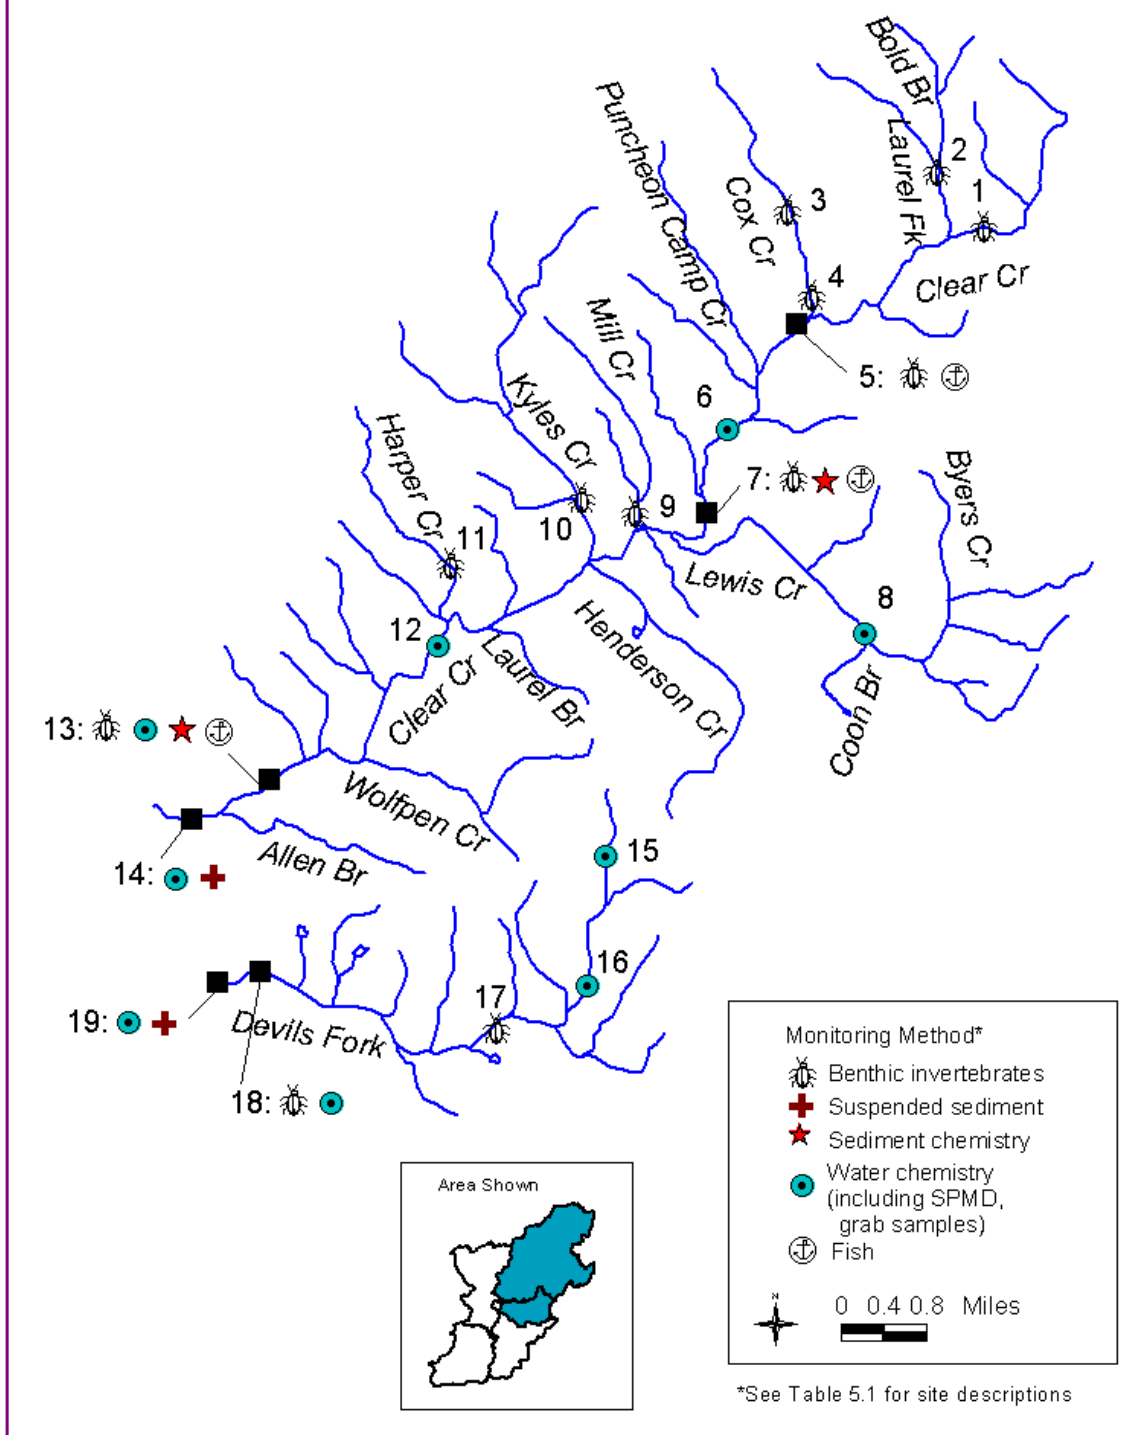 Bold Br
Laurel Fk
2
1
Puncheon Camp Cr
Cox Cr
3
4
Clear Cr
Mill Cr
5:
6
Kyles Cr
Harper Cr
7:
Byers Cr
9
10
11
Lewis Cr
8
12
Henderson Cr
Laurel Br
Clear Cr
Coon Br
13:
Wolfpen Cr
Allen Br
14:
15
16
17
19:
Devils Fork
18:
Monitoring Method*
Benthic invertebrates
Suspended sediment
Sediment chemistry
Water chemistry
(including SPMD,
grab samples)
Fish
N
0 0.4 0.8 Miles
Area Shown
*See Table 5.1 for site descriptions